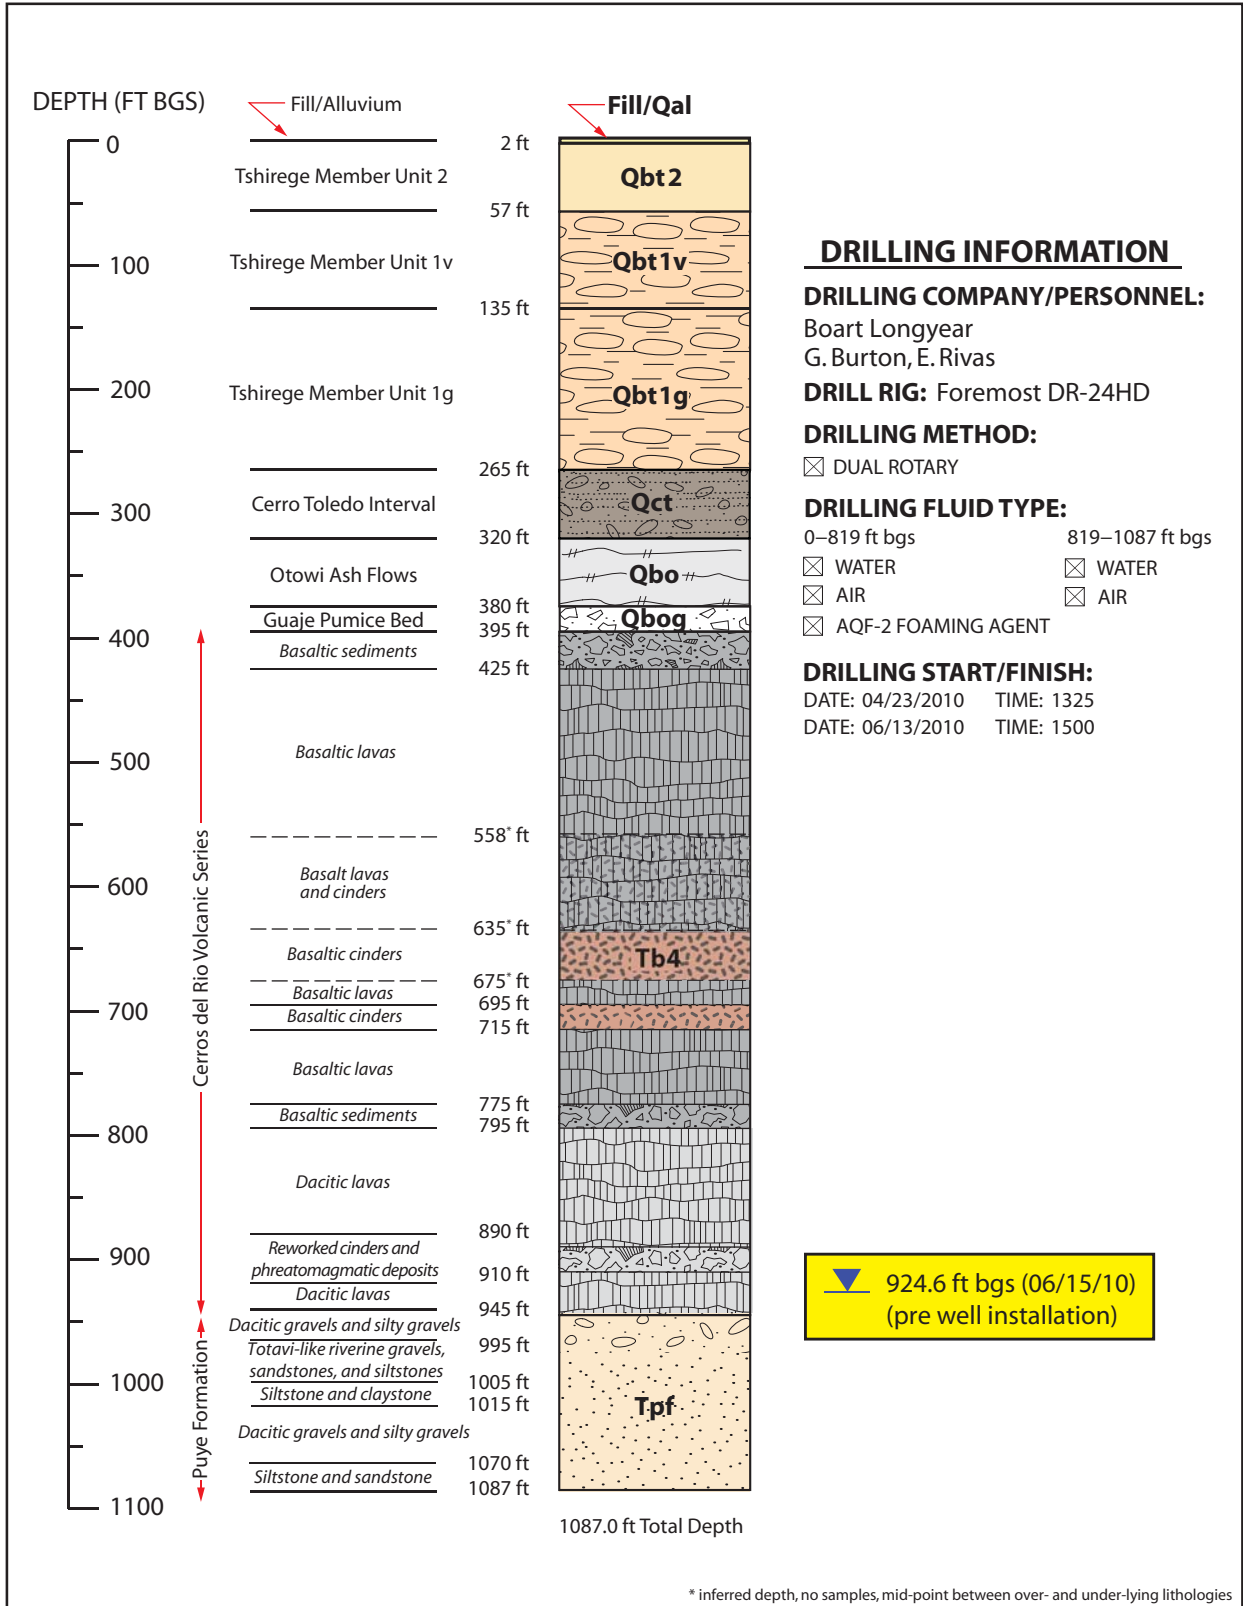 DEPTH (FT BGS)
Fill/Alluvium
Fill/Qal
0
2 ft
Tshirege Member Unit 2
Qbt 2
57 ft
100
Tshirege Member Unit 1v
Qbt1v
135 ft
200
Tshirege Member Unit 1g
Qbt1g
265 ft
300
Cerro Toledo Interval
Qct
320 ft
Otowi Ash Flows
Qbo
380 ft
Guaje Pumice Bed
Qbog
395 ft
400
Basaltic sediments
425 ft
500
Basaltic lavas
558* ft
600
Basalt lavas
and cinders
635* ft
Basaltic cinders
Tb4
675* ft
Basaltic lavas
695 ft
700
Basaltic cinders
715 ft
Basaltic lavas
775 ft
Basaltic sediments
795 ft
800
Dacitic lavas
890 ft
900
Reworked cinders and
phreatomagmatic deposits
910 ft
Dacitic lavas
945 ft
Cerros del Rio Volcanic Series
Dacitic gravels and silty gravels
995 ft
Totavi-like riverine gravels,
sandstones, and siltstones
1005 ft
1000
Siltstone and claystone
1015 ft
Tpf
Dacitic gravels and silty gravels
1070 ft
Siltstone and sandstone
1087 ft
1100
Puye Formation
1087.0 ft Total Depth
DRILLING INFORMATION
DRILLING COMPANY/PERSONNEL:
Boart Longyear
G. Burton, E. Rivas
DRILL RIG: Foremost DR-24HD
DRILLING METHOD:
DUAL ROTARY
DRILLING FLUID TYPE:
0–819 ft bgs 819–1087 ft bgs
WATER WATER
AIR AIR
AQF-2 FOAMING AGENT
DRILLING START/FINISH:
DATE: 04/23/2010 TIME: 1325
DATE: 06/13/2010 TIME: 1500
924.6 ft bgs (06/15/10)
(pre well installation)
* inferred depth, no samples, mid-point between over- and under-lying lithologies